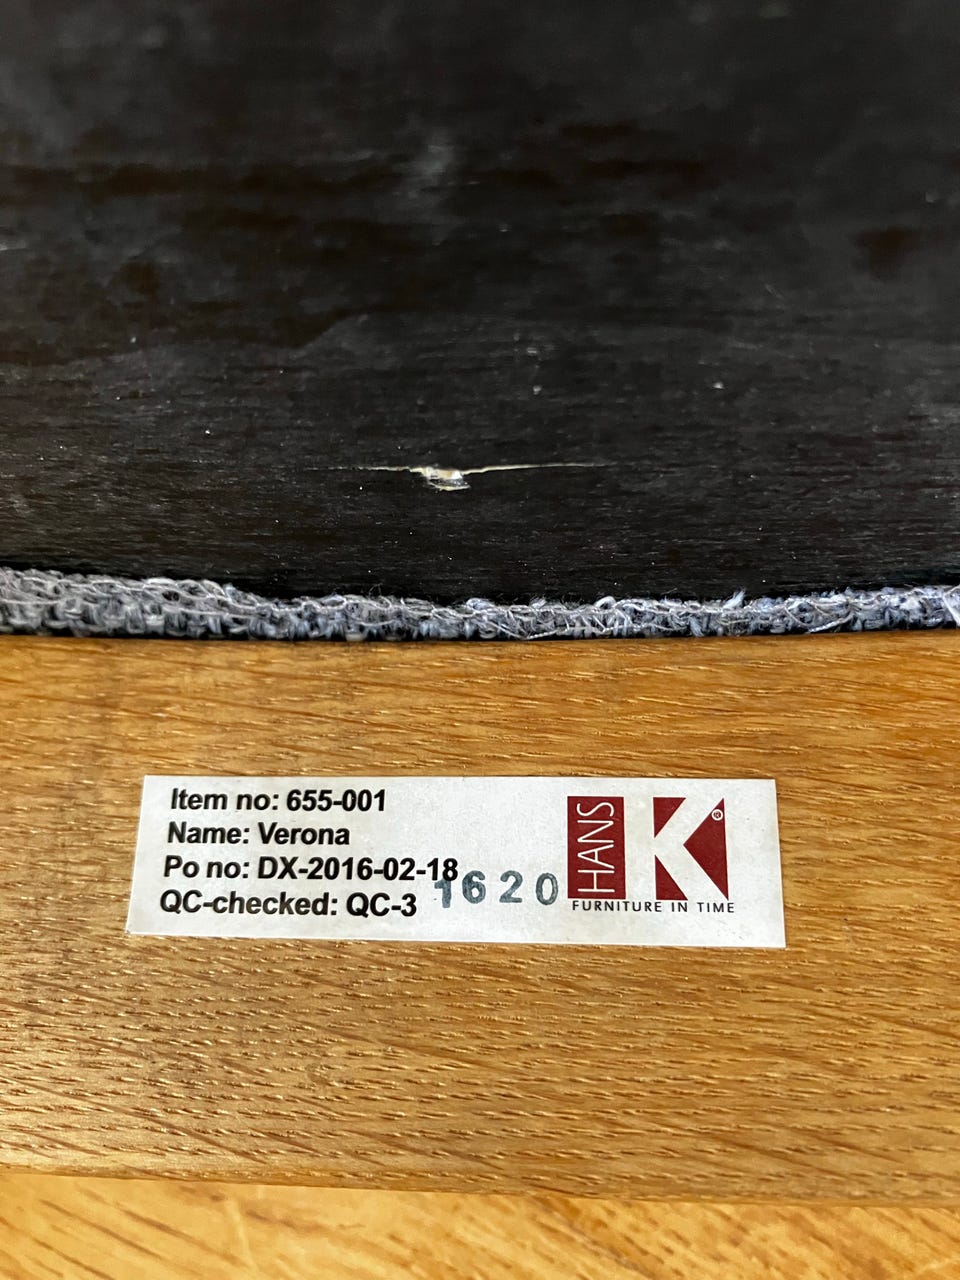 Item no: 655-001
Name: Verona
Po no: DX-2016-02-18
QC-checked: QC-3
1620
HANS K®
FURNITURE IN TIME